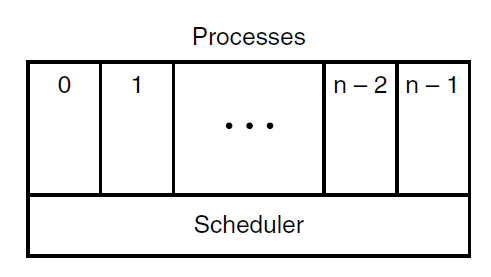 Processes
0 1 • • • n – 2 n – 1
Scheduler